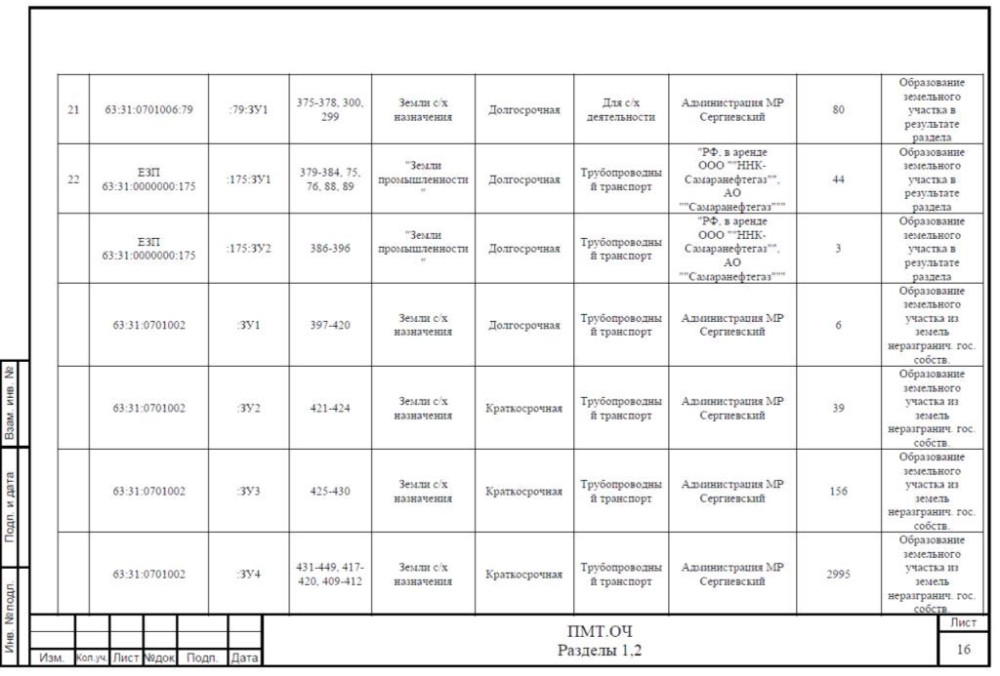 21
63:31:0701006:79
:79:ЗУ1
375-378, 300,
299
Земли с/х
назначения
Долгосрочная
Для с/х
деятельности
Администрация МР
Сергиевский
80
Образование
земельного
участка в
результате
раздела
22
ЕЗП
63:31:0000000:175
:175:ЗУ1
379-384, 75,
76, 88, 89
"Земли
промышленности
"
Долгосрочная
Трубопроводны
й транспорт
"РФ, в аренде
ООО ""ННК-
Самаранефтегаз"",
АО
""Самаранефтегаз"""
44
Образование
земельного
участка в
результате
раздела
ЕЗП
63:31:0000000:175
:175:ЗУ2
386-396
"Земли
промышленности
"
Долгосрочная
Трубопроводны
й транспорт
"РФ, в аренде
ООО ""ННК-
Самаранефтегаз"",
АО
""Самаранефтегаз"""
3
Образование
земельного
участка в
результате
раздела
63:31:0701002
:ЗУ1
397-420
Земли с/х
назначения
Долгосрочная
Трубопроводны
й транспорт
Администрация МР
Сергиевский
6
Образование
земельного
участка из
земель
неразгранич. гос.
собств.
63:31:0701002
:ЗУ2
421-424
Земли с/х
назначения
Краткосрочная
Трубопроводны
й транспорт
Администрация МР
Сергиевский
39
Образование
земельного
участка из
земель
неразгранич. гос.
собств.
63:31:0701002
:ЗУ3
425-430
Земли с/х
назначения
Краткосрочная
Трубопроводны
й транспорт
Администрация МР
Сергиевский
156
Образование
земельного
участка из
земель
неразгранич. гос.
собств.
63:31:0701002
:ЗУ4
431-449, 417-
420, 409-412
Земли с/х
назначения
Краткосрочная
Трубопроводны
й транспорт
Администрация МР
Сергиевский
2995
Образование
земельного
участка из
земель
неразгранич. гос.
собств.
Взам. инв. №
Подп. и дата
Инв. №подл.
Изм. Кол.уч. Лист №док Подп. Дата
ПМТ.ОЧ
Разделы 1,2
Лист
16